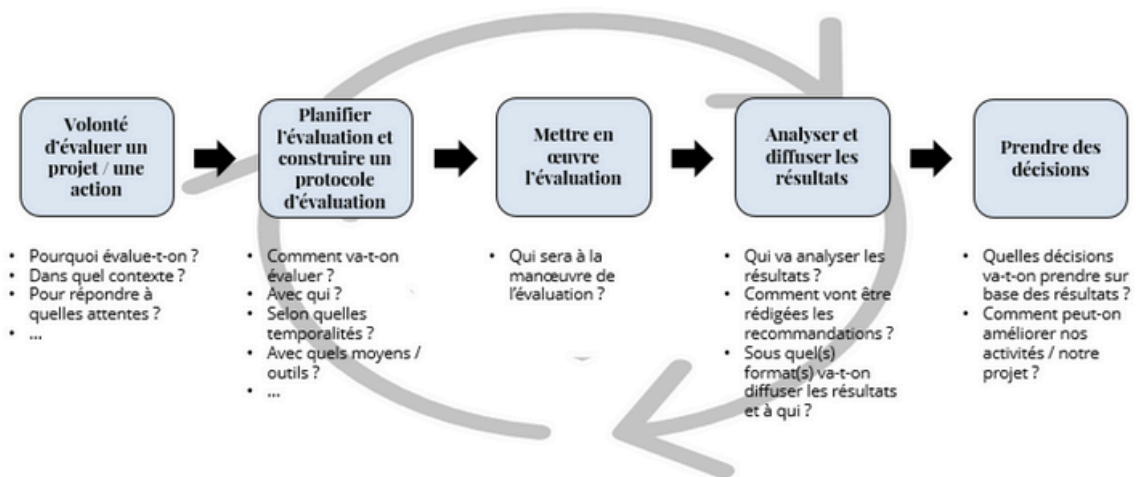 Volonté
d'évaluer un
projet / une
action
Planifier
l'évaluation et
construire un
protocole
d'évaluation
Mettre en
œuvre
l'évaluation
Analyser et
diffuser les
résultats
Prendre des
décisions
• Pourquoi évalue-t-on ?
• Dans quel contexte ?
• Pour répondre à
quelles attentes ?
• ...
• Comment va-t-on
évaluer ?
• Avec qui ?
• Selon quelles
temporalités ?
• Avec quels moyens /
outils ?
• ...
• Qui sera à la
manœuvre de
l'évaluation ?
• Qui va analyser les
résultats ?
• Comment vont être
rédigées les
recommandations ?
• Sous quel(s)
format(s) va-t-on
diffuser les résultats
et à qui ?
• Quelles décisions
va-t-on prendre sur
base des résultats ?
• Comment peut-on
améliorer nos
activités / notre
projet ?